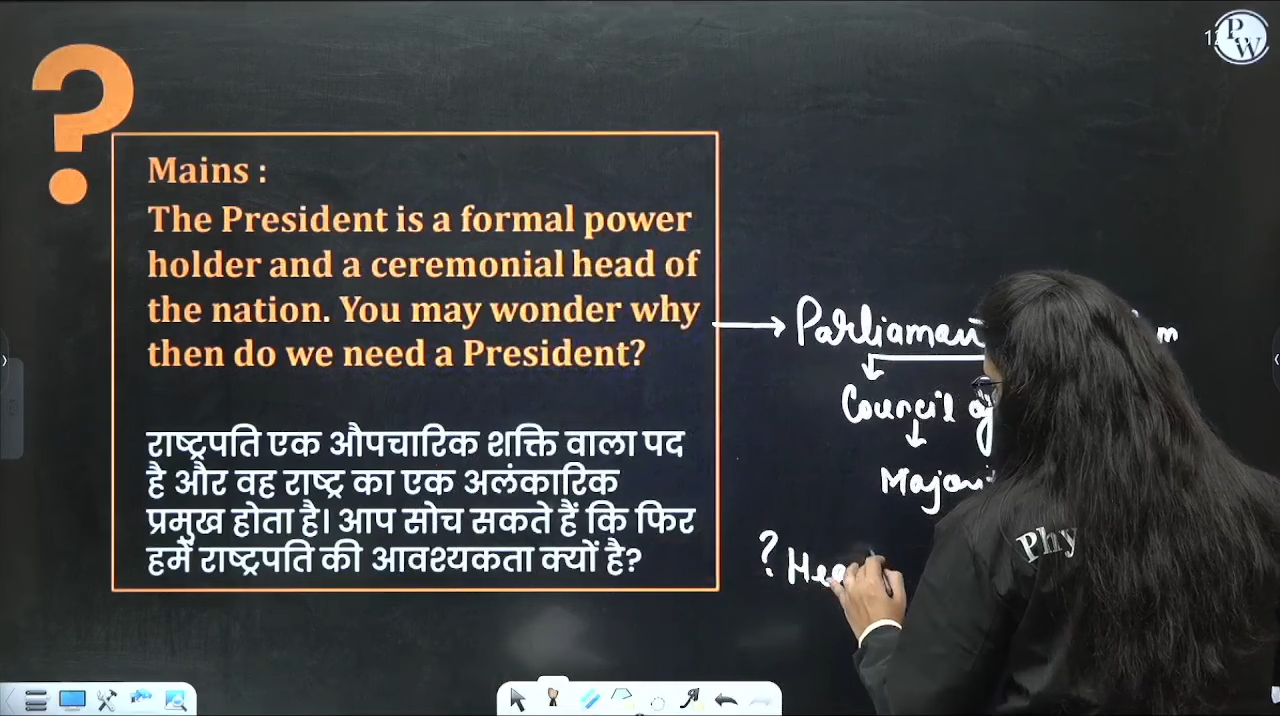 ?
Mains :
The President is a formal power
holder and a ceremonial head of
the nation. You may wonder why
then do we need a President?
राष्ट्रपति एक औपचारिक शक्ति वाला पद
है और वह राष्ट्र का एक अलंकारिक
प्रमुख होता है। आप सोच सकते हैं कि फिर
हमें राष्ट्रपति की आवश्यकता क्यों है?
Council of
?
Phy
PW